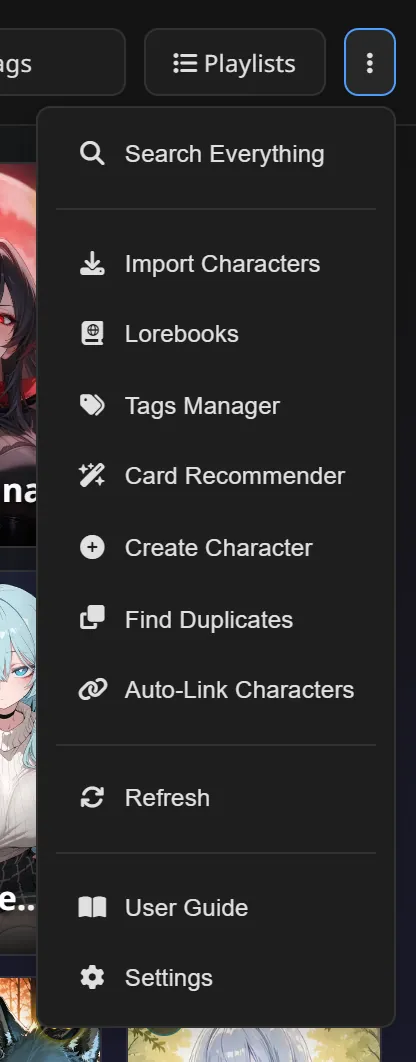 ags
Playlists
Search Everything
Import Characters
Lorebooks
Tags Manager
Card Recommender
Create Character
Find Duplicates
Auto-Link Characters
Refresh
User Guide
Settings
na
e...